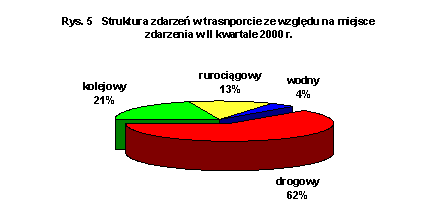 Rys. 5 Struktura zdarzeń w trasnporcie ze względu na miejsce
zdarzenia w II kwartale 2000 r.
rurociągowy
13%
wodny
4%
kolejowy
21%
drogowy
62%